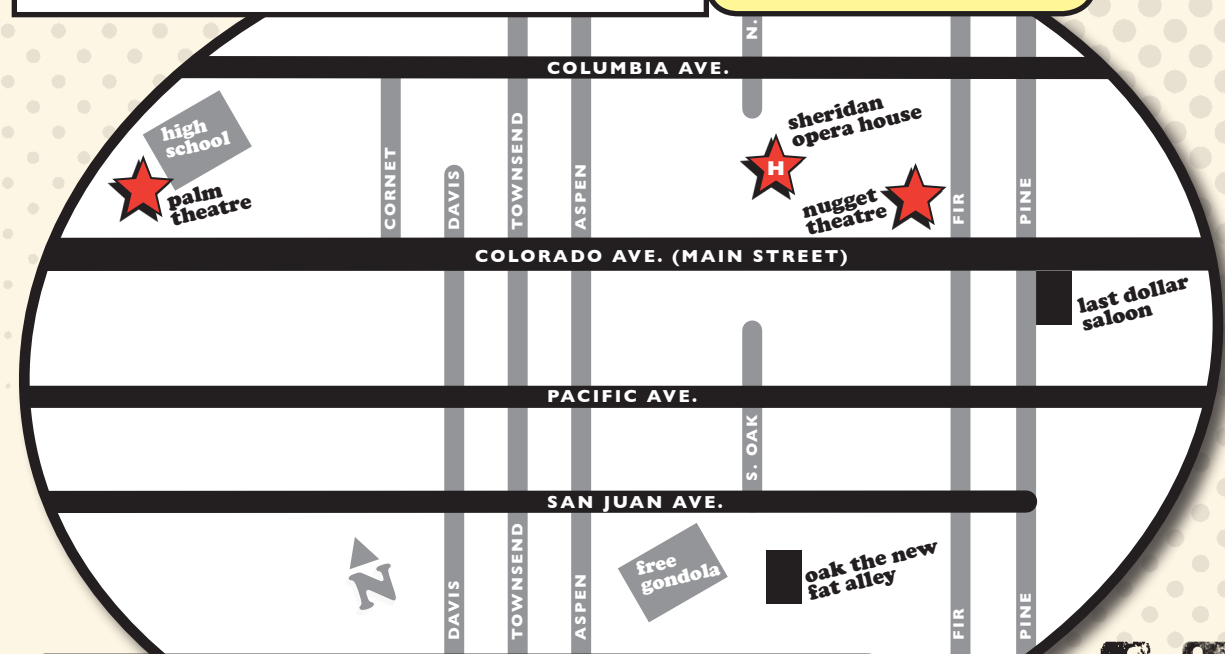 N.
COLUMBIA AVE.
high
school
palm
theatre
CORNET
DAVIS
TOWNSEND
ASPEN
sheridan
opera house
H
nugget
theatre
FIR
PINE
COLORADO AVE. (MAIN STREET)
last dollar
saloon
PACIFIC AVE.
S. OAK
SAN JUAN AVE.
N
DAVIS
TOWNSEND
ASPEN
free
gondola
oak the new
fat alley
FIR
PINE